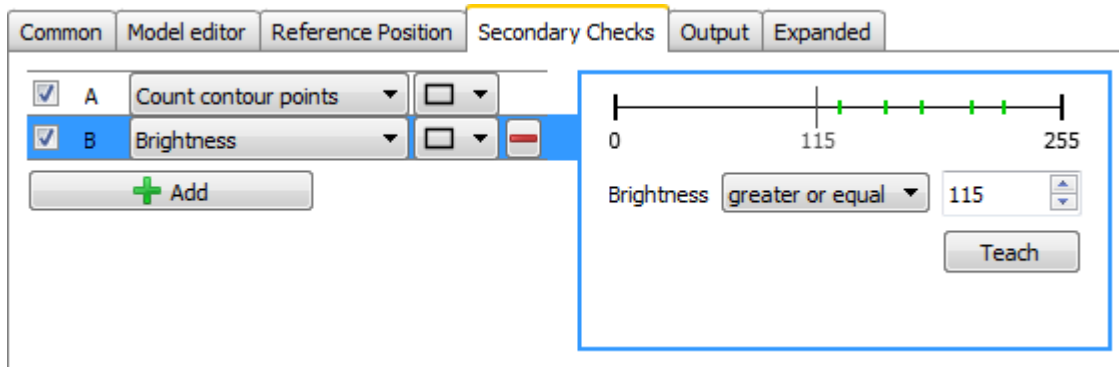 Common Model editor Reference Position Secondary Checks Output Expanded
A Count contour points
B Brightness
Add
0 115 255
Brightness greater or equal 115
Teach